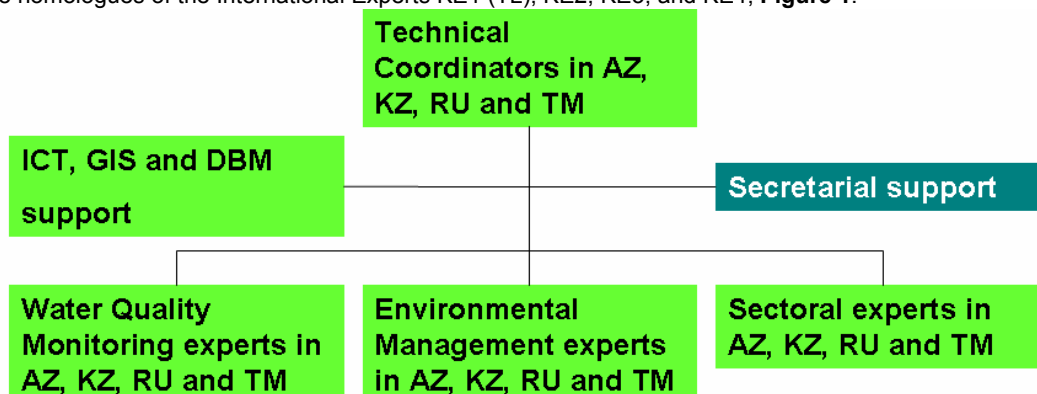 homologues of the International Experts KE1 (TL), KE2, KE3, and KE4, Figure 1.
Technical
Coordinators in AZ,
KZ, RU and TM
ICT, GIS and DBM
support
Secretarial support
Water Quality
Monitoring experts in
AZ, KZ, RU and TM
Environmental
Management experts
in AZ, KZ, RU and TM
Sectoral experts in
AZ, KZ, RU and TM